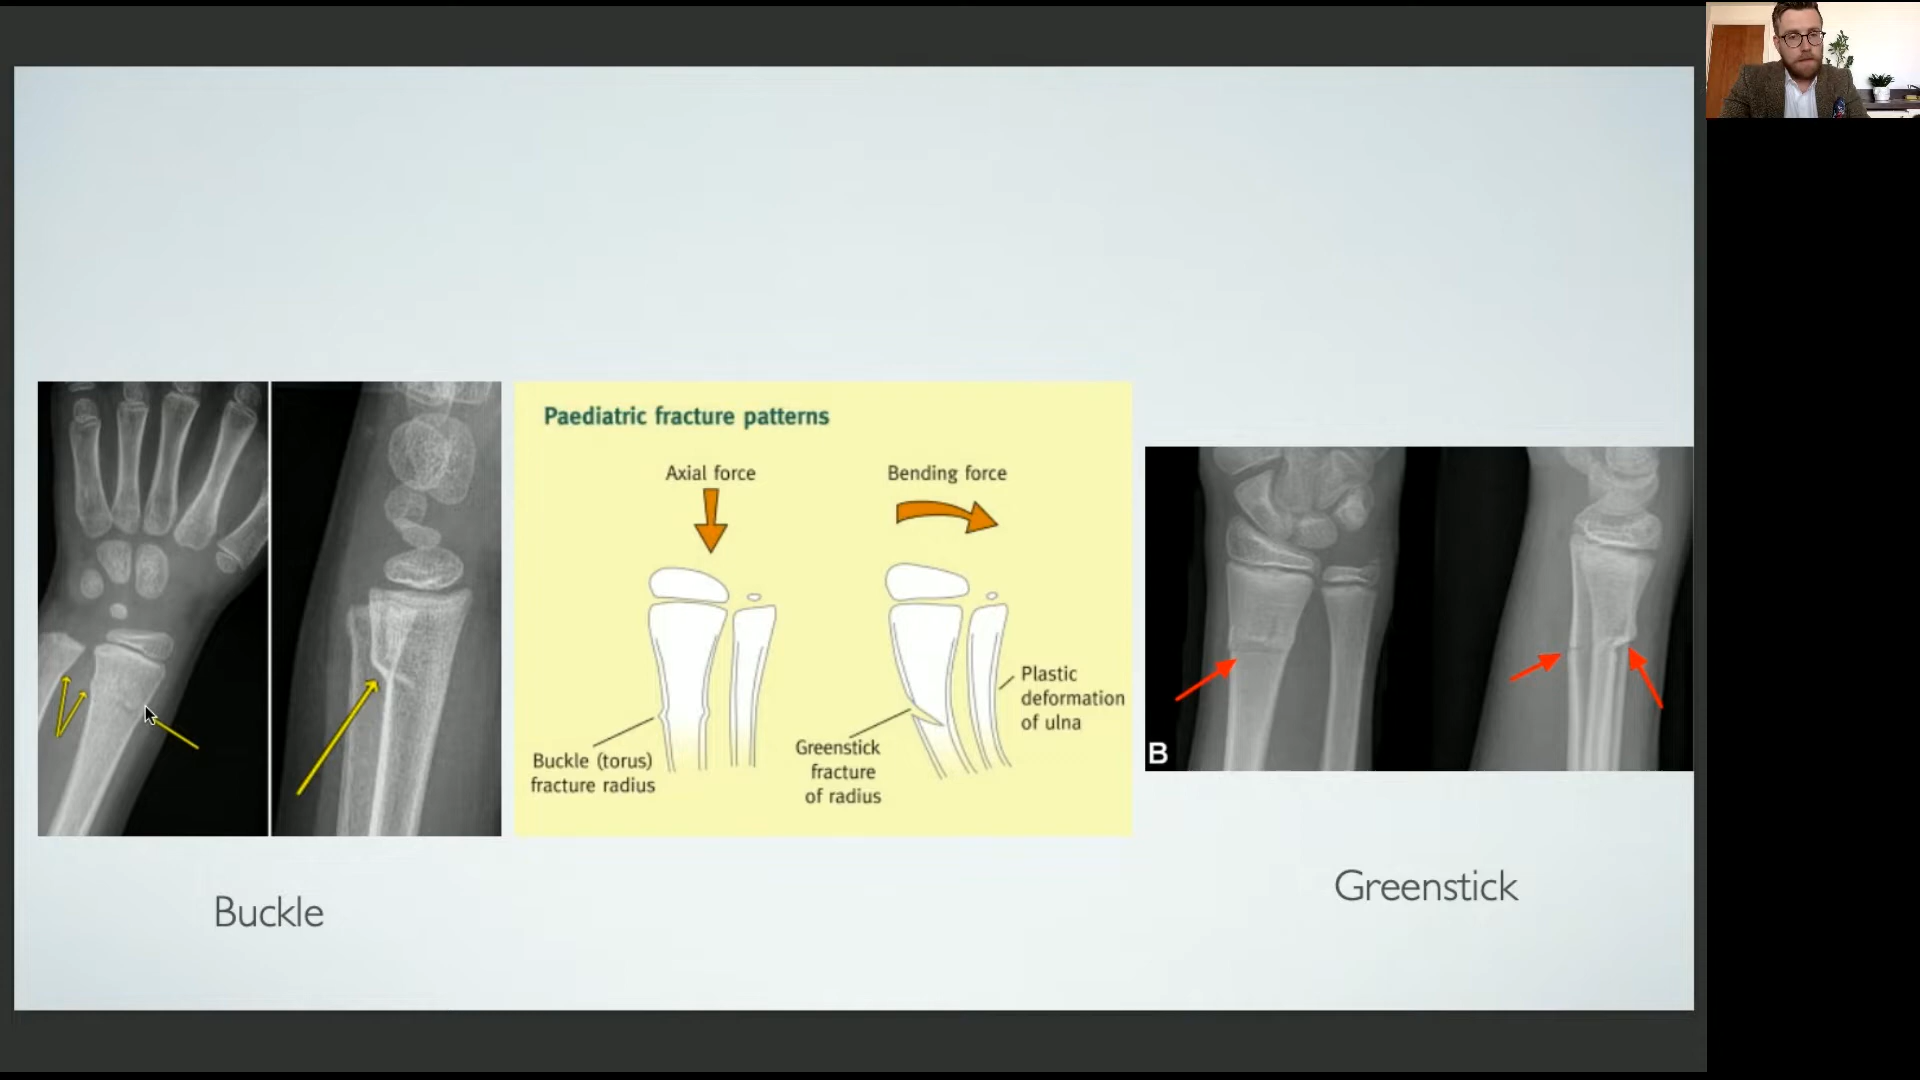 Paediatric fracture patterns
Axial force
Bending force
Plastic
deformation
of ulna
Buckle (torus)
fracture radius
Greenstick
fracture
of radius
B
Buckle
Greenstick